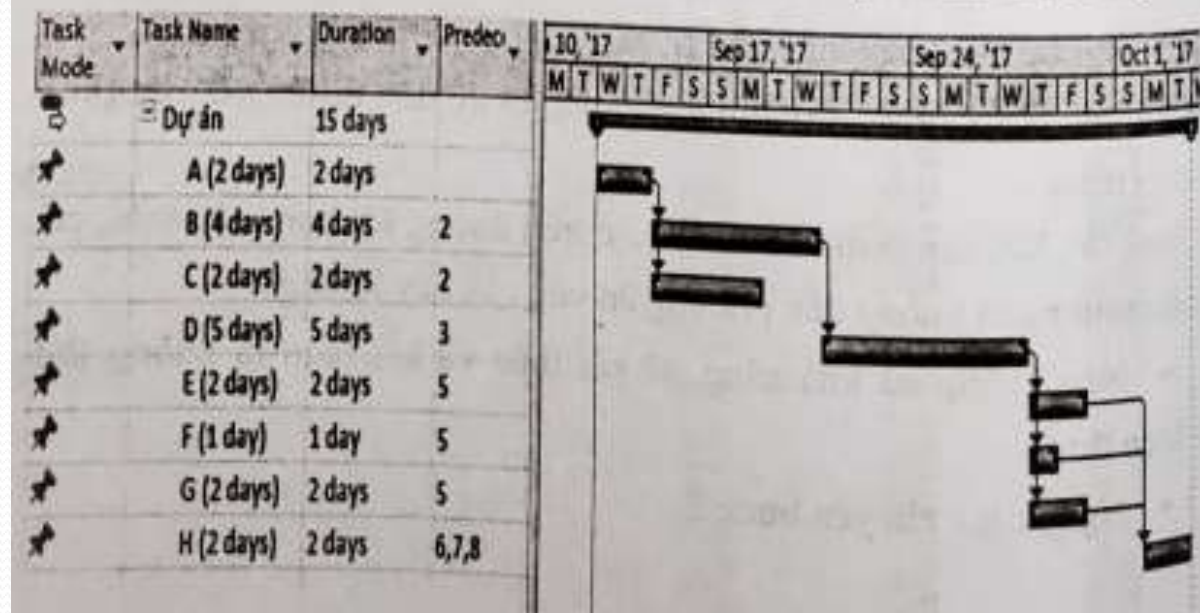 Task Mode Task Name Duration Predec 10, '17 Sep 17, '17 Sep 24, '17 Oct 1, '17
M T W T F S S M T W T F S S M T W T F S S M T
Dự án 15 days
A (2 days) 2 days
B (4 days) 4 days 2
C (2 days) 2 days 2
D (5 days) 5 days 3
E (2 days) 2 days 5
F (1 day) 1 day 5
G (2 days) 2 days 5
H (2 days) 2 days 6,7,8